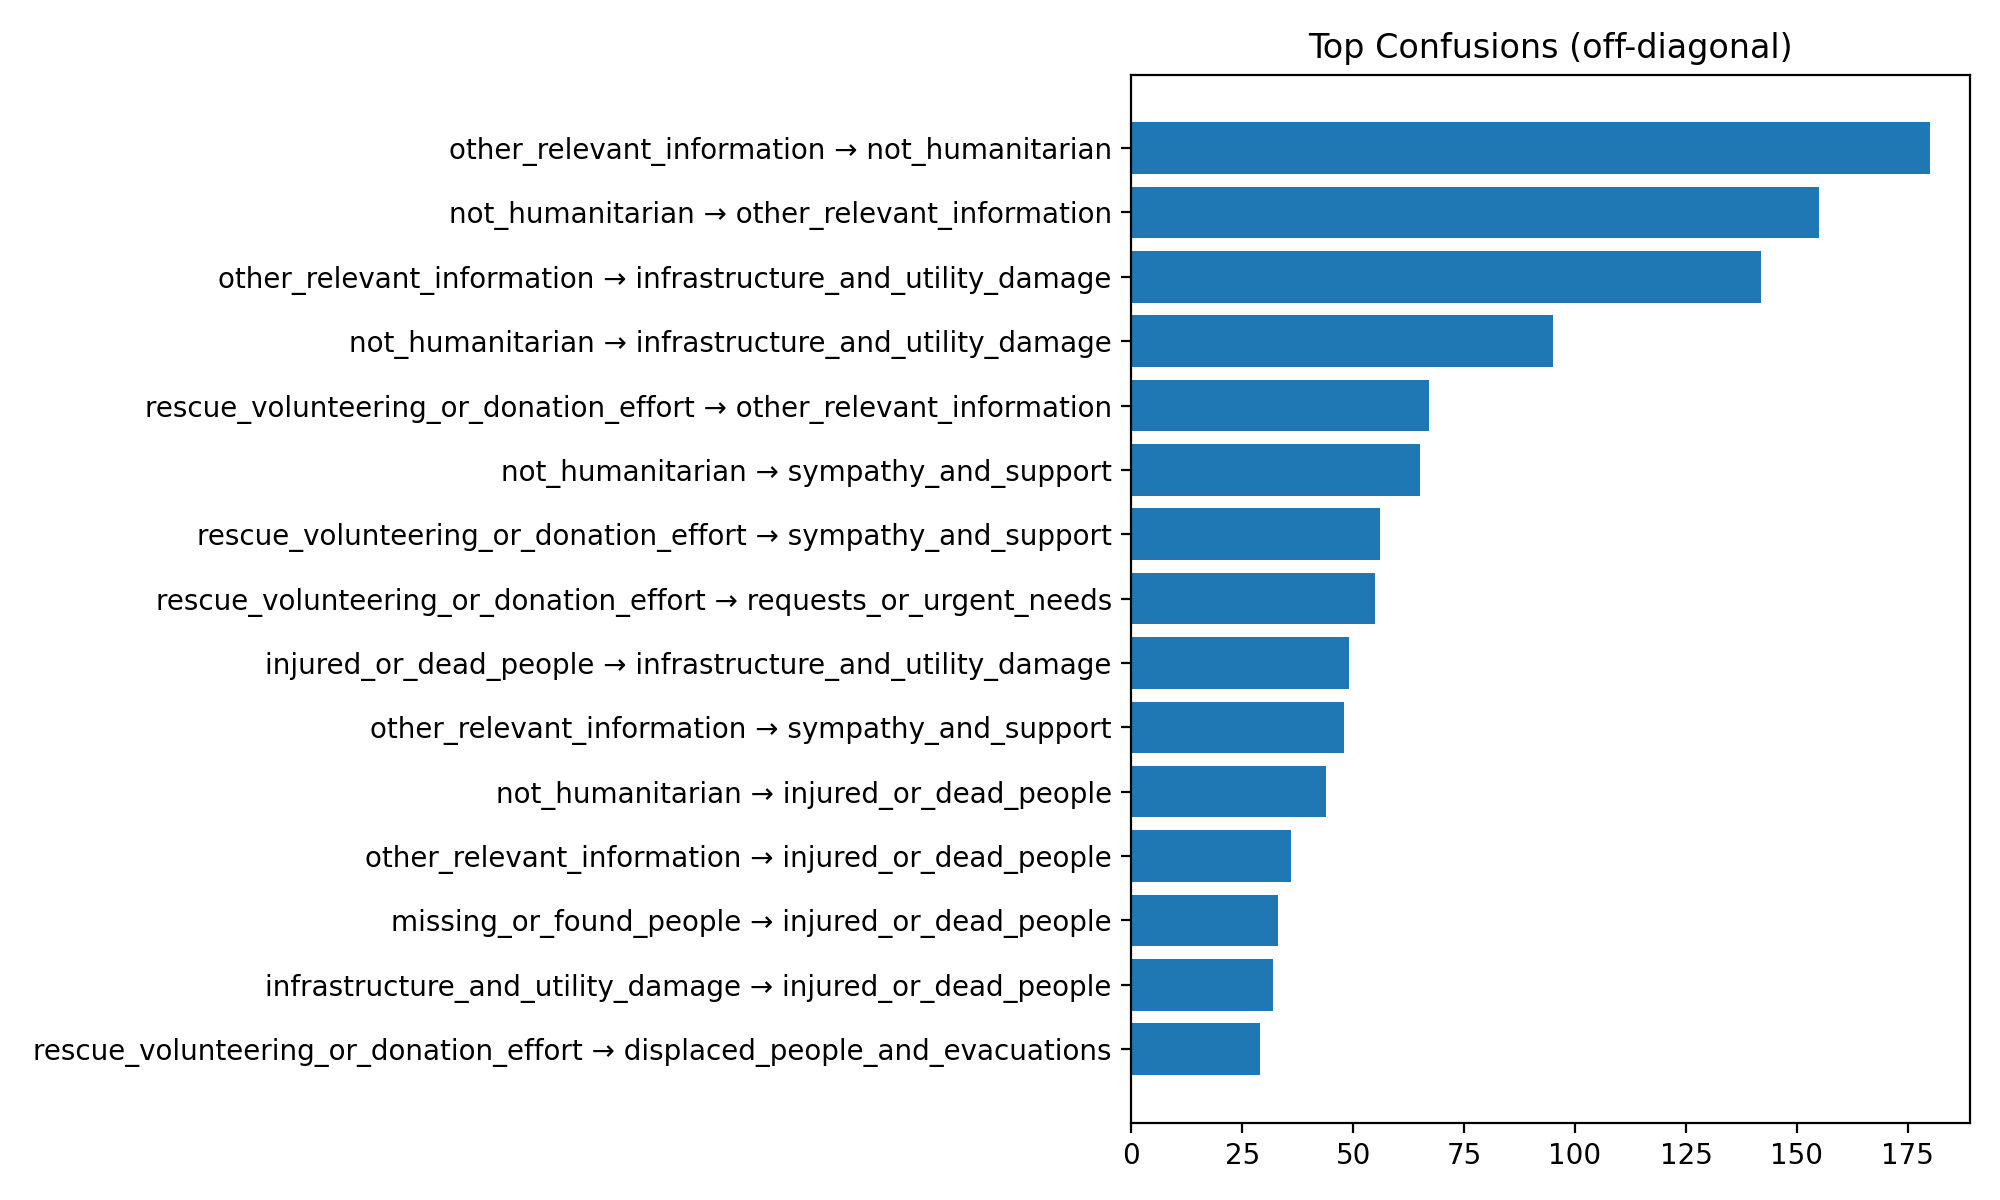 Top Confusions (off-diagonal)
other_relevant_information → not_humanitarian
not_humanitarian → other_relevant_information
other_relevant_information → infrastructure_and_utility_damage
not_humanitarian → infrastructure_and_utility_damage
rescue_volunteering_or_donation_effort → other_relevant_information
not_humanitarian → sympathy_and_support
rescue_volunteering_or_donation_effort → sympathy_and_support
rescue_volunteering_or_donation_effort → requests_or_urgent_needs
injured_or_dead_people → infrastructure_and_utility_damage
other_relevant_information → sympathy_and_support
not_humanitarian → injured_or_dead_people
other_relevant_information → injured_or_dead_people
missing_or_found_people → injured_or_dead_people
infrastructure_and_utility_damage → injured_or_dead_people
rescue_volunteering_or_donation_effort → displaced_people_and_evacuations
0 25 50 75 100 125 150 175